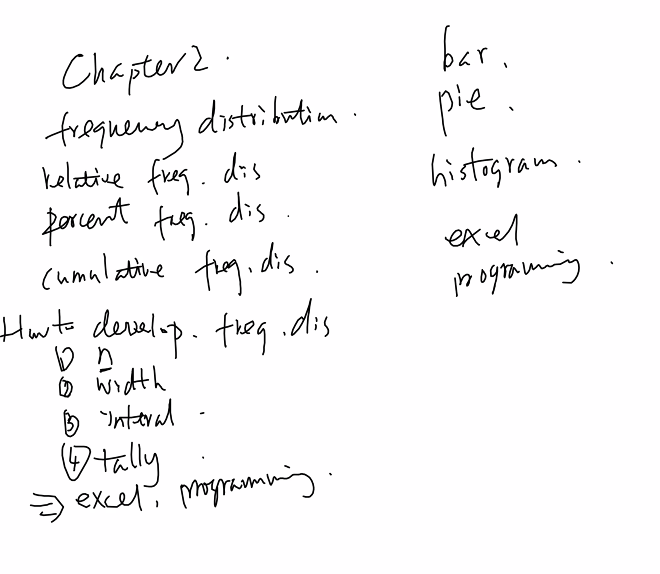 Chapter 2.
frequency distribution.
relative freq. dis
percent freq. dis.
cumulative freq. dis.
How to develop. freq. dis
① n
② width
③ interval.
④ tally.
⇒ excel, programming.
bar.
pie.
histogram.
excel
programing.